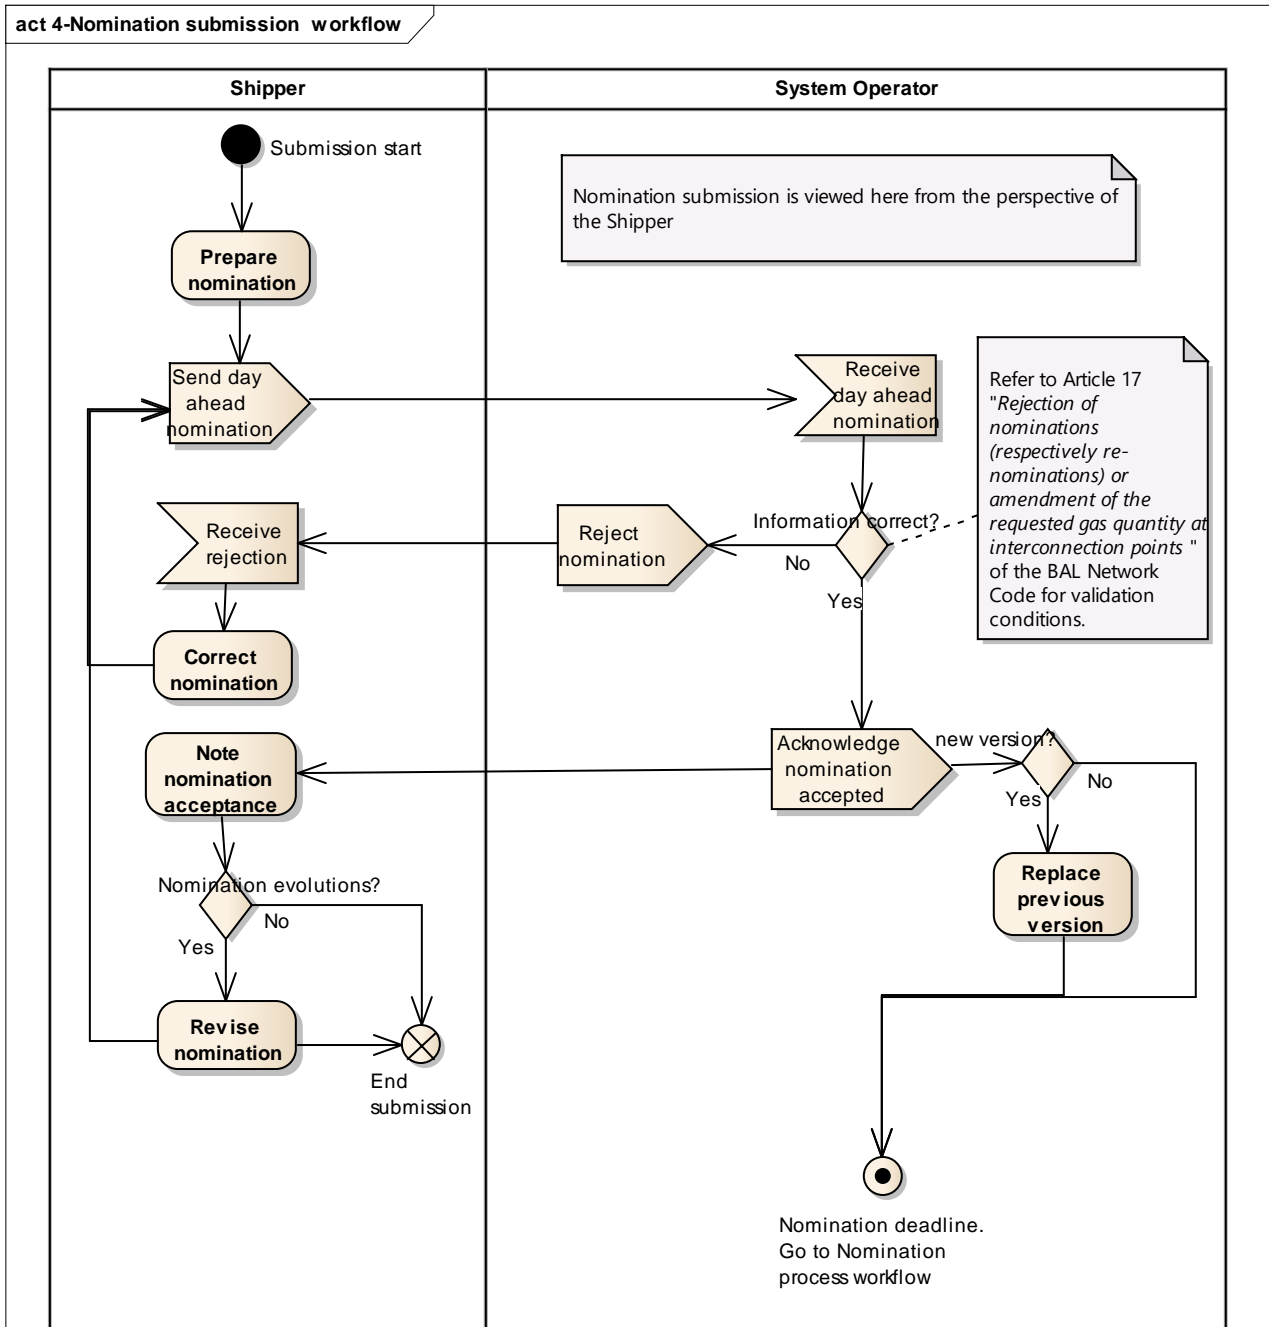 act 4-Nomination submission workflow
Shipper
System Operator
Submission start
Nomination submission is viewed here from the perspective of
the Shipper
Prepare
nomination
Send day
ahead
nomination
Receive
day ahead
nomination
Refer to Article 17
"Rejection of
nominations
(respectively re-
nominations) or
amendment of the
requested gas quantity at
interconnection points "
of the BAL Network
Code for validation
conditions.
Receive
rejection
Reject
nomination
Information correct?
No
Yes
Correct
nomination
Note
nomination
acceptance
Acknowledge
nomination
accepted
new version?
No
Yes
Replace
previous
version
Nomination evolutions?
No
Yes
Revise
nomination
End
submission
Nomination deadline.
Go to Nomination
process workflow